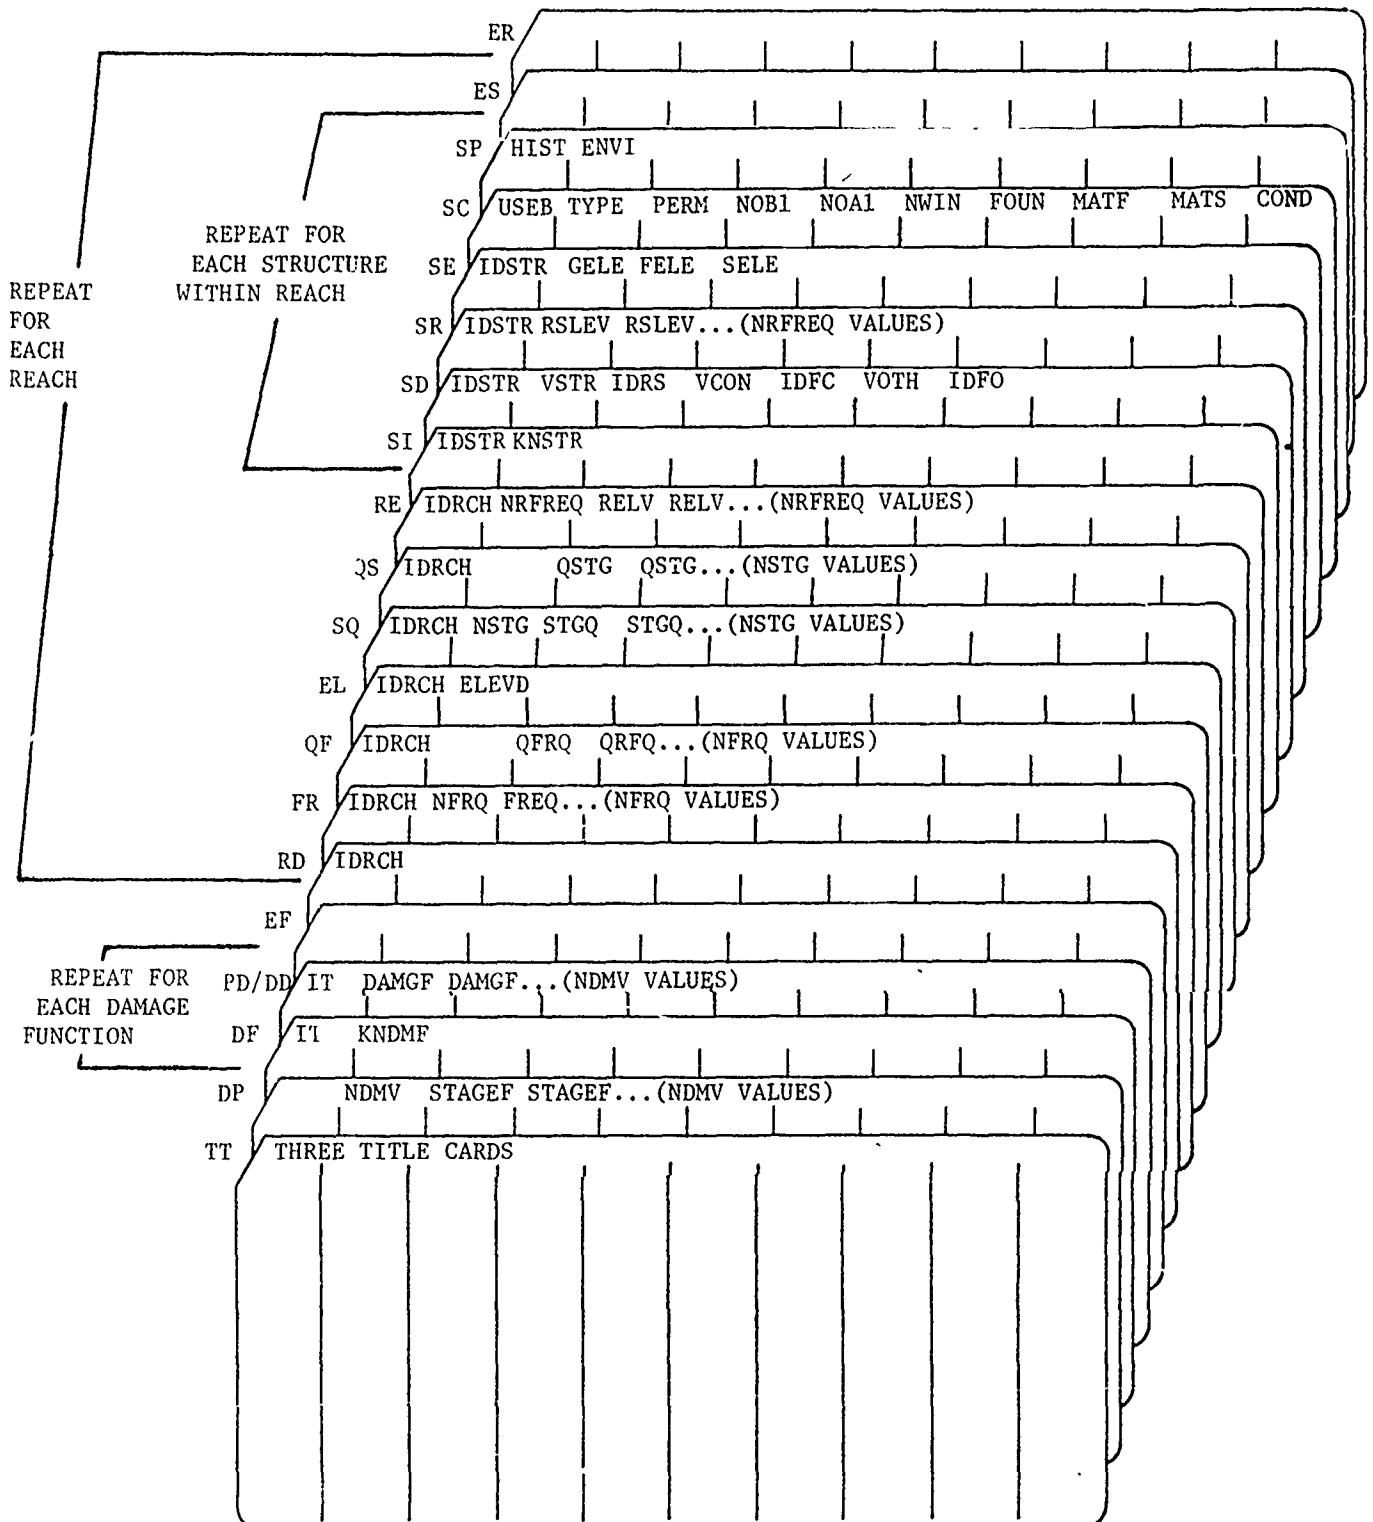 ER
ES
SP HIST ENVI
SC USEB TYPE PERM NOB1 NOA1 NWIN FOUN MATF MATS COND
REPEAT FOR
EACH STRUCTURE
WITHIN REACH
SE IDSTR GELE FELE SELE
REPEAT
FOR
EACH
REACH
SR IDSTR RSLEV RSLEV...(NRFREQ VALUES)
SD IDSTR VSTR IDRS VCON IDFC VOTH IDFO
SI IDSTR KNSTR
RE IDRCH NRFREQ RELV RELV...(NRFREQ VALUES)
QS IDRCH QSTG QSTG...(NSTG VALUES)
SQ IDRCH NSTG STGQ STGQ...(NSTG VALUES)
EL IDRCH ELEVD
QF IDRCH QFRQ QRFQ...(NFRQ VALUES)
FR IDRCH NFRQ FREQ...(NFRQ VALUES)
RD IDRCH
EF
REPEAT FOR
EACH DAMAGE
FUNCTION
PD/DD IT DAMGF DAMGF...(NDMV VALUES)
DF IT KNDMF
DP NDMV STAGEF STAGEF...(NDMV VALUES)
TT THREE TITLE CARDS